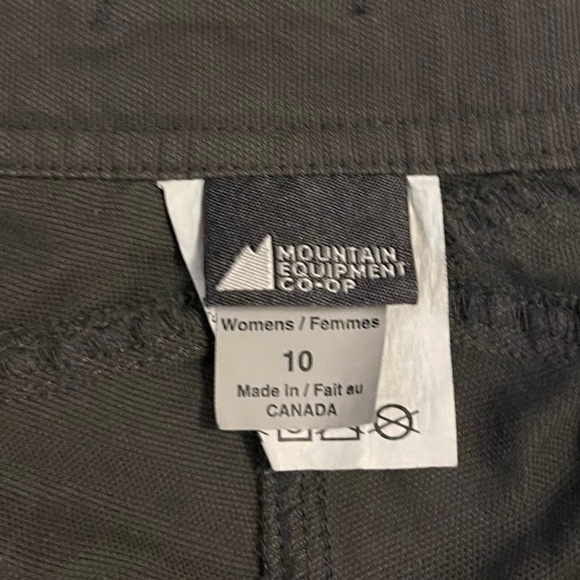 MOUNTAIN
EQUIPMENT
CO-OP
Womens / Femmes
10
Made in / Fait au
CANADA